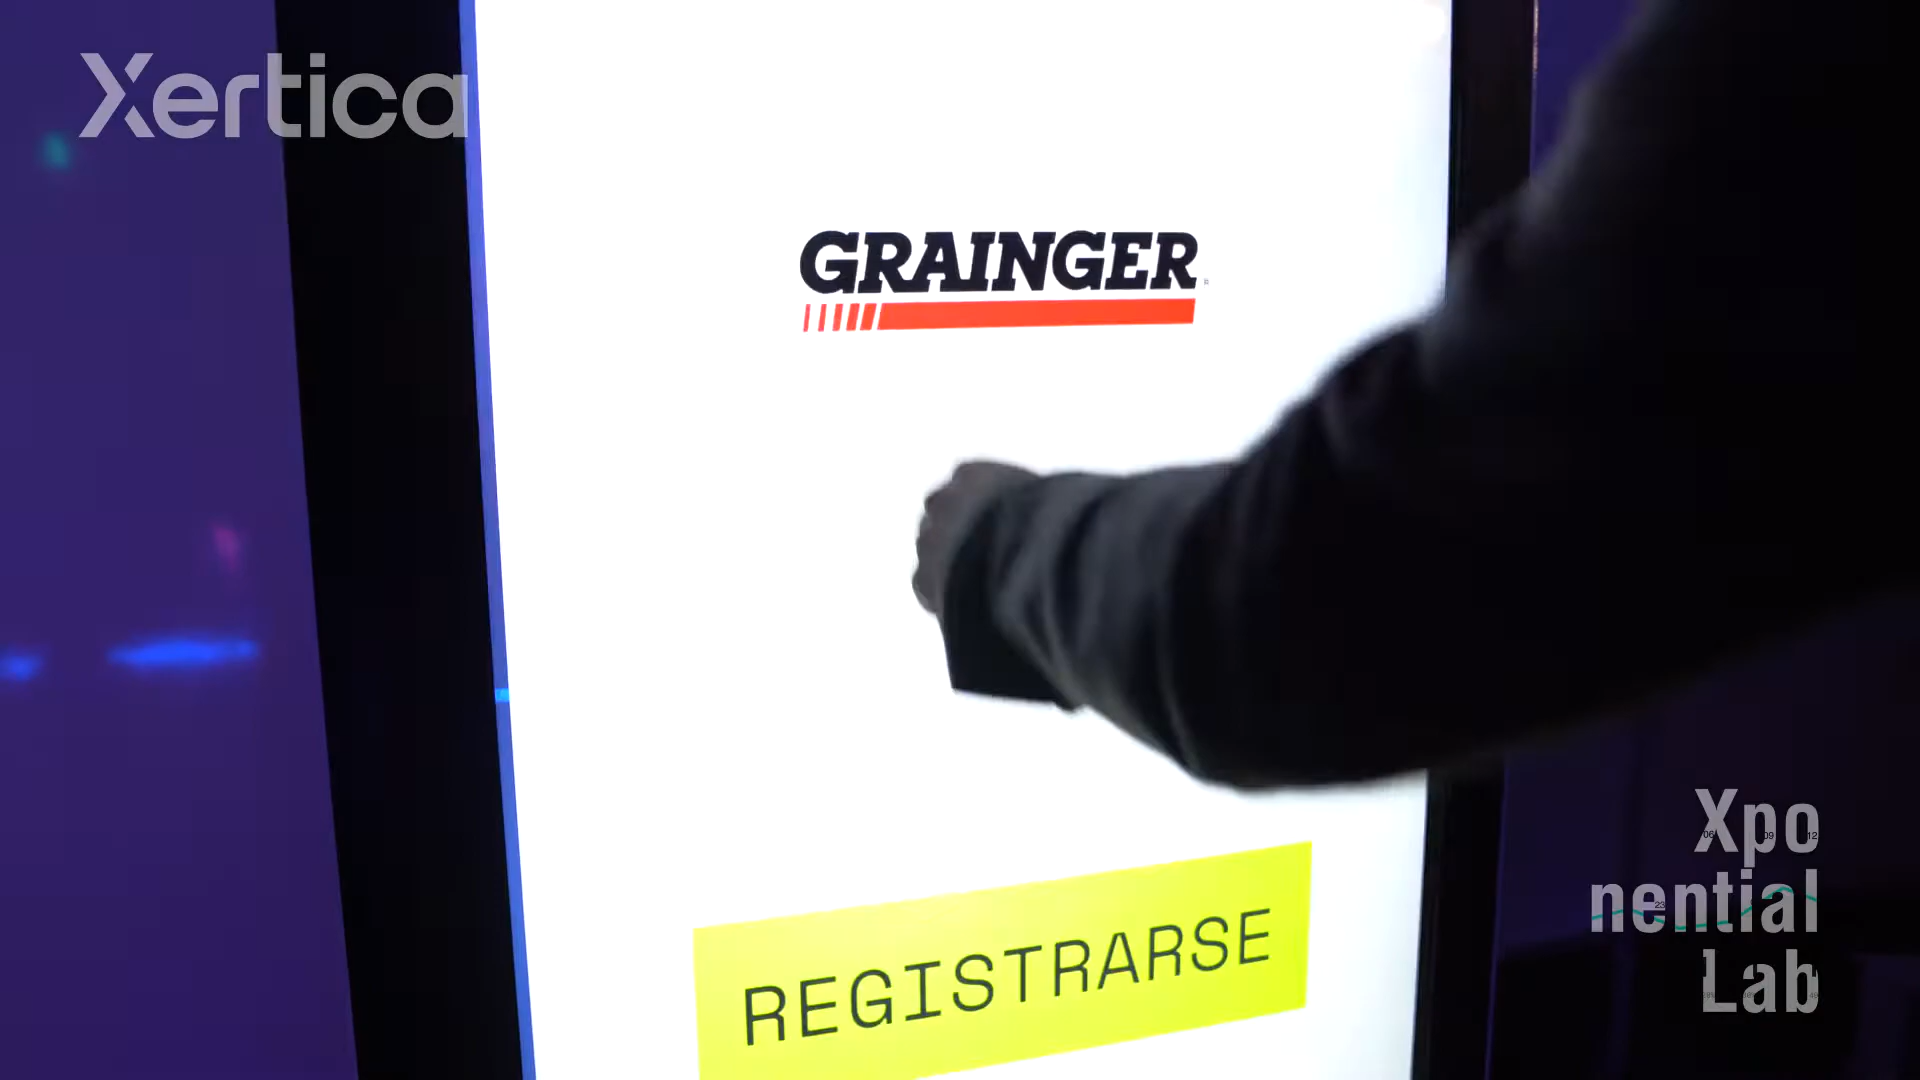 Xertica
GRAINGER
REGISTRARSE
Xpo
nential
Lab